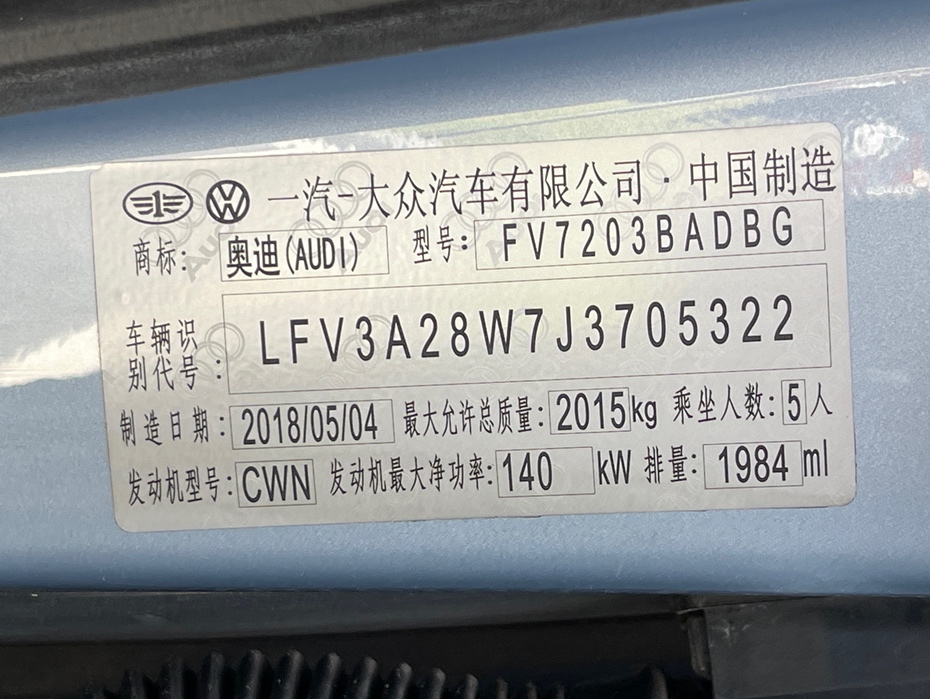 一汽-大众汽车有限公司·中国制造
商标: 奥迪(AUDI) 型号: FV7203BADBG
车辆识别代号: LFV3A28W7J3705322
制造日期: 2018/05/04 最大允许总质量: 2015kg 乘坐人数: 5人
发动机型号: CWN 发动机最大净功率: 140 kW 排量: 1984ml